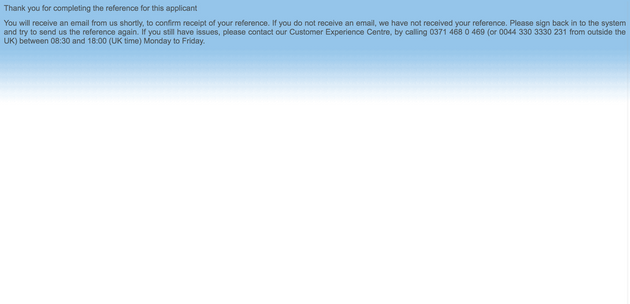 Thank you for completing the reference for this applicant
You will receive an email from us shortly, to confirm receipt of your reference. If you do not receive an email, we have not received your reference. Please sign back in to the system
and try to send us the reference again. If you still have issues, please contact our Customer Experience Centre, by calling 0371 468 0 469 (or 0044 330 3330 231 from outside the
UK) between 08:30 and 18:00 (UK time) Monday to Friday.